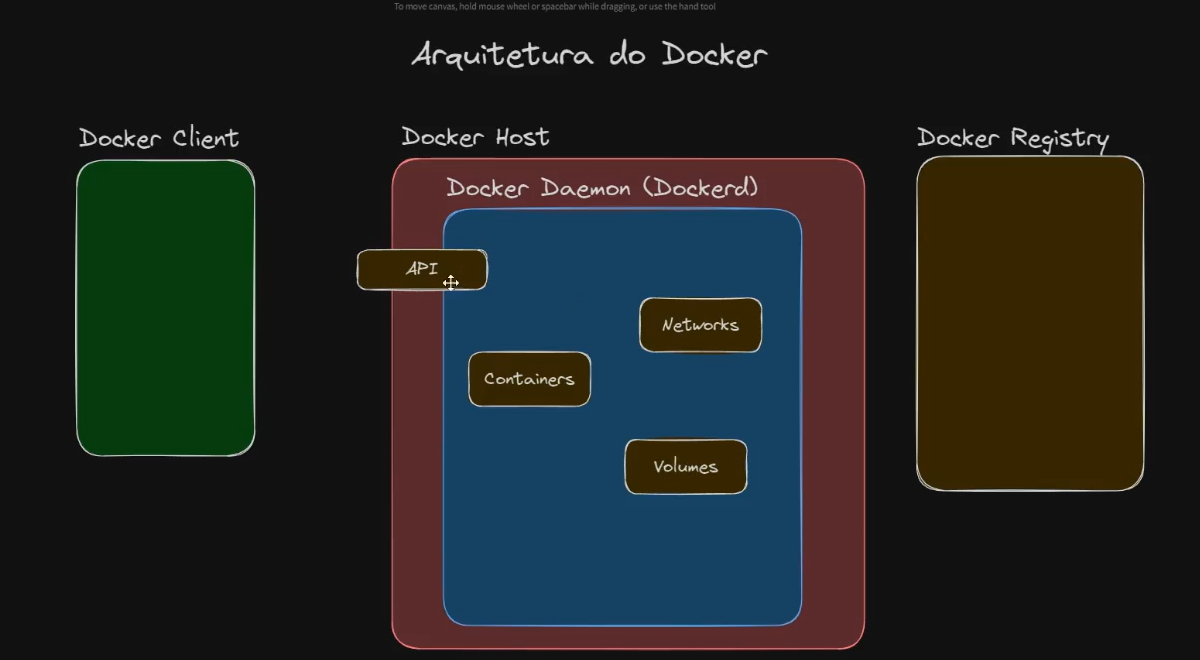 To move canvas, hold mouse wheel or spacebar while dragging, or use the hand tool
Arquitetura do Docker
Docker Client
Docker Host
Docker Registry
Docker Daemon (Dockerd)
API
Networks
Containers
Volumes